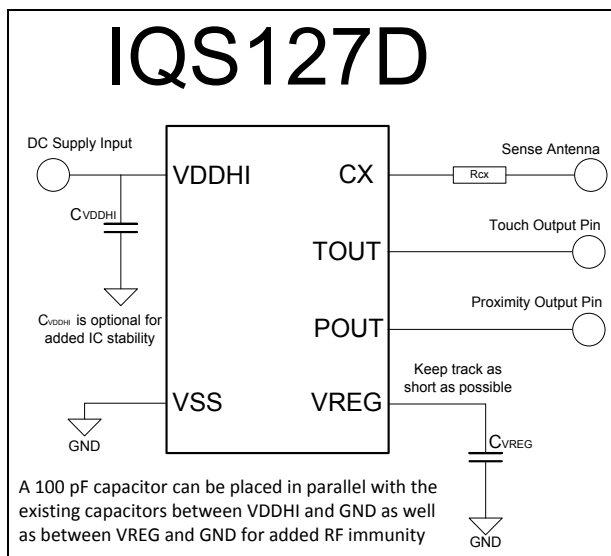 IQS127D
DC Supply Input
Sense Antenna
VDDHI
CX
Rcx
CVDDHI
Touch Output Pin
TOUT
CVDDHI is optional for
added IC stability
Proximity Output Pin
POUT
Keep track as
short as possible
VSS
VREG
GND
CVREG
A 100 pF capacitor can be placed in parallel with the
existing capacitors between VDDHI and GND as well
as between VREG and GND for added RF immunity
GND